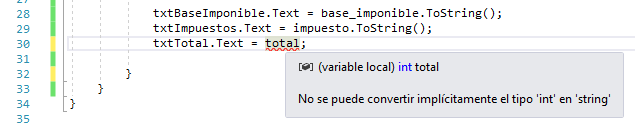 28 txtBaseImponible.Text = base_imponible.ToString();
29 txtImpuestos.Text = impuesto.ToString();
30 txtTotal.Text = total;
31
(variable local) int total
32 }
33 }
No se puede convertir implícitamente el tipo 'int' en 'string'
34 }
35